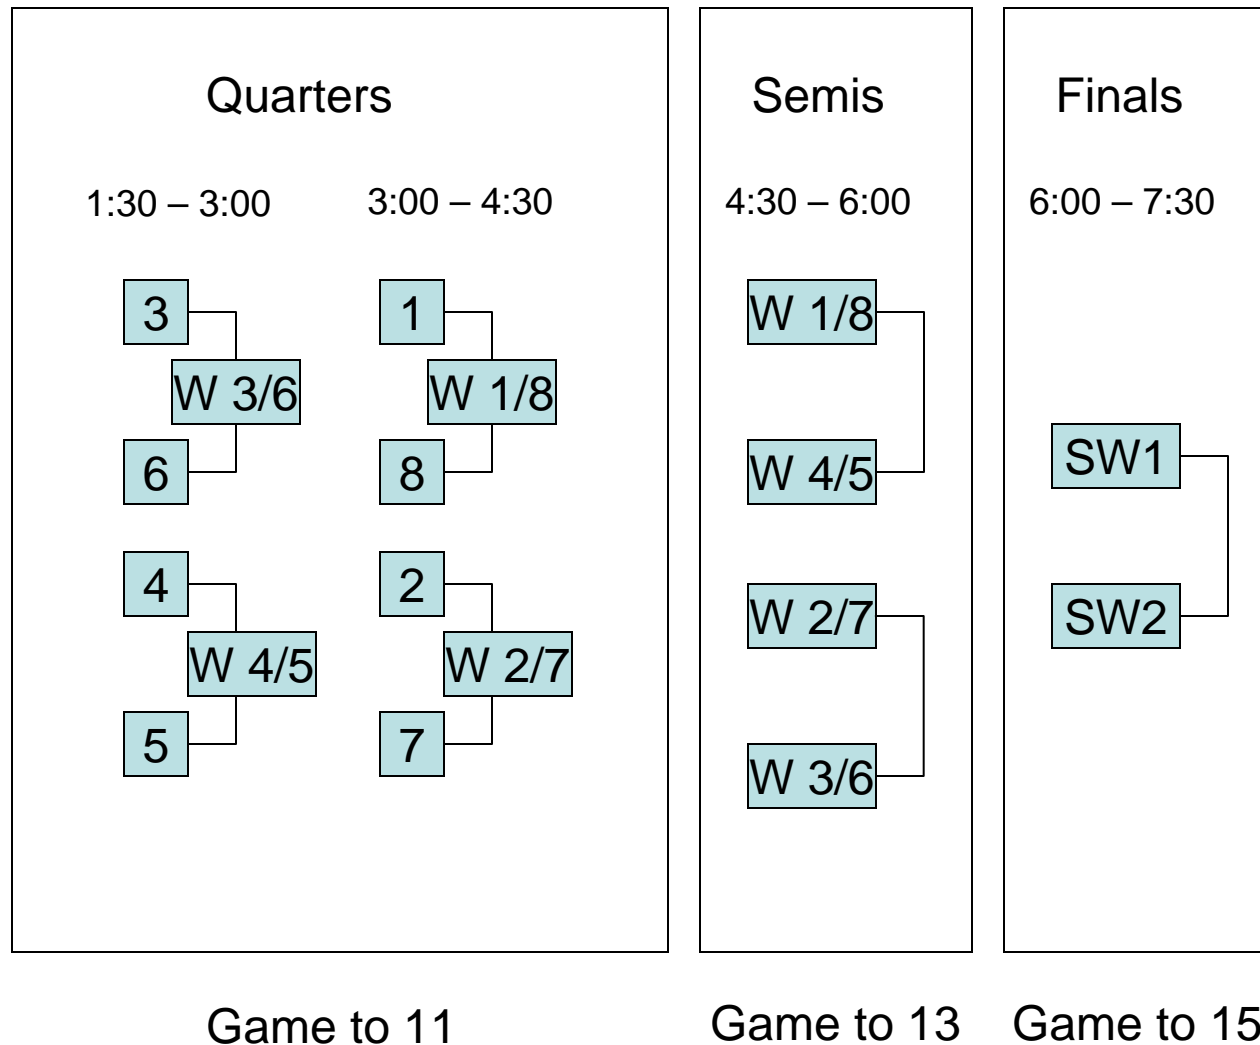 Quarters
1:30 – 3:00
3:00 – 4:30
3
W 3/6
6
1
W 1/8
8
4
W 4/5
5
2
W 2/7
7
Game to 11
Semis
4:30 – 6:00
W 1/8
W 4/5
W 2/7
W 3/6
Game to 13
Finals
6:00 – 7:30
SW1
SW2
Game to 15